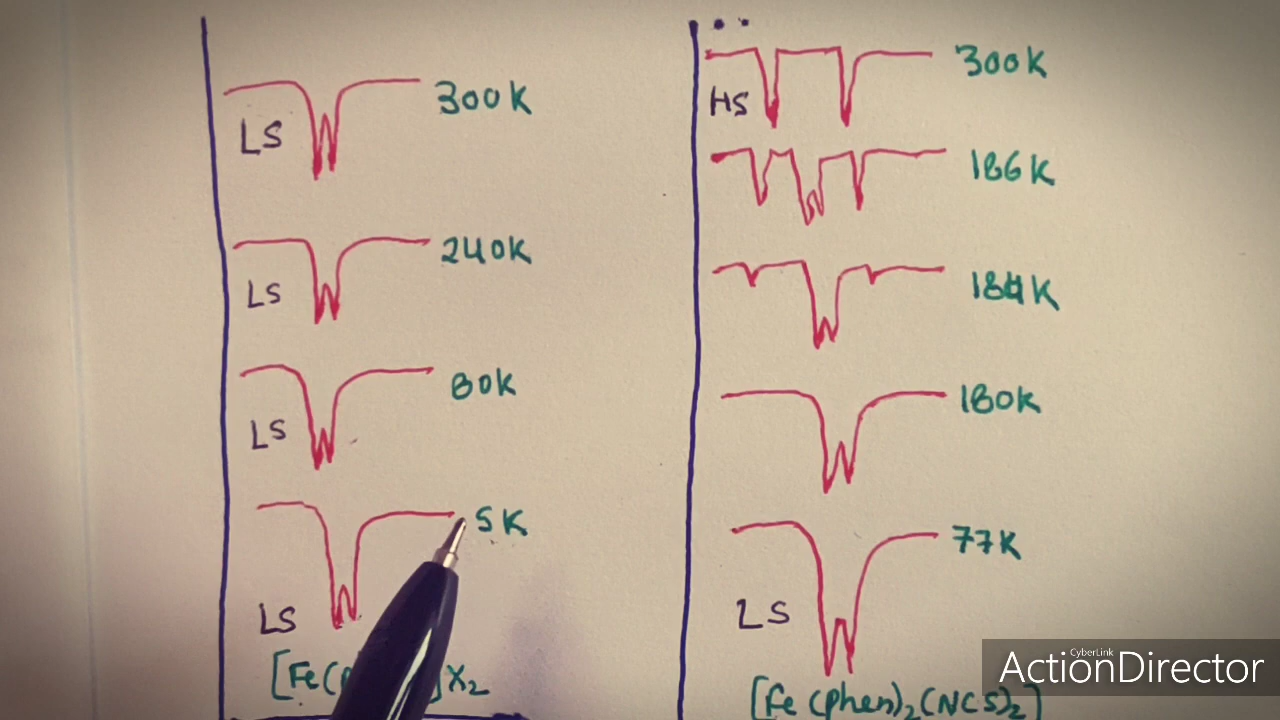 300K
LS
240K
LS
80K
LS
5K
LS
[Fe( ]X2
300K
HS
186K
184K
180K
77K
LS
[Fe(phen)2(NCS)2]
CyberLink
ActionDirector